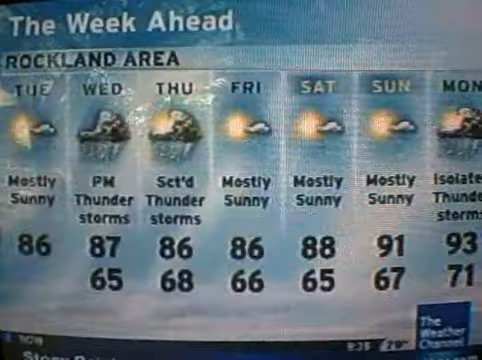 The Week Ahead
ROCKLAND AREA
TUE WED THU FRI SAT SUN MON
Mostly Sunny
PM Thunder storms
Sct'd Thunder storms
Mostly Sunny
Mostly Sunny
Mostly Sunny
Isolate Thunde storms
86 87 86 86 88 91 93
65 68 66 65 67 71
NOW
The Weather Channel